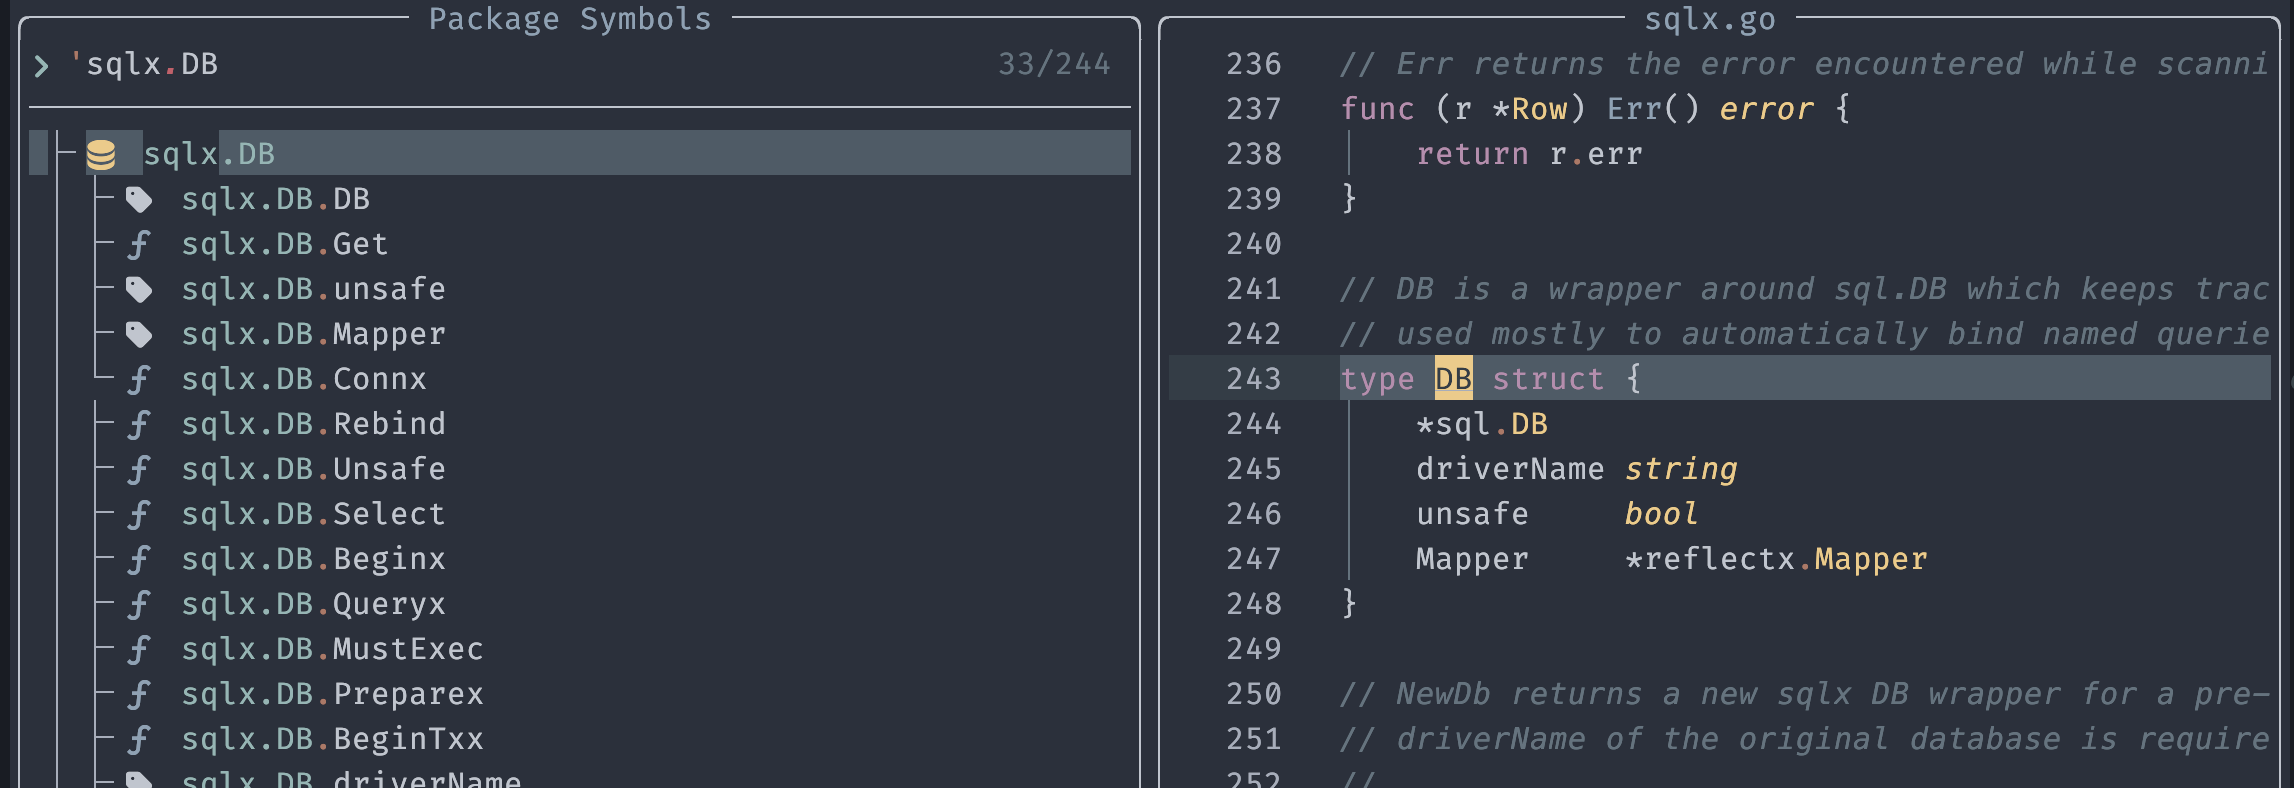 Package Symbols
'sqlx.DB 33/244
sqlx.DB
sqlx.DB.DB
sqlx.DB.Get
sqlx.DB.unsafe
sqlx.DB.Mapper
sqlx.DB.Connx
sqlx.DB.Rebind
sqlx.DB.Unsafe
sqlx.DB.Select
sqlx.DB.Beginx
sqlx.DB.Queryx
sqlx.DB.MustExec
sqlx.DB.Preparex
sqlx.DB.BeginTxx
sqlx.DB.driverName
sqlx.go
236 // Err returns the error encountered while scanni
237 func (r *Row) Err() error {
238 return r.err
239 }
240
241 // DB is a wrapper around sql.DB which keeps trac
242 // used mostly to automatically bind named querie
243 type DB struct {
244 *sql.DB
245 driverName string
246 unsafe bool
247 Mapper *reflectx.Mapper
248 }
249
250 // NewDb returns a new sqlx DB wrapper for a pre-
251 // driverName of the original database is require
252 //